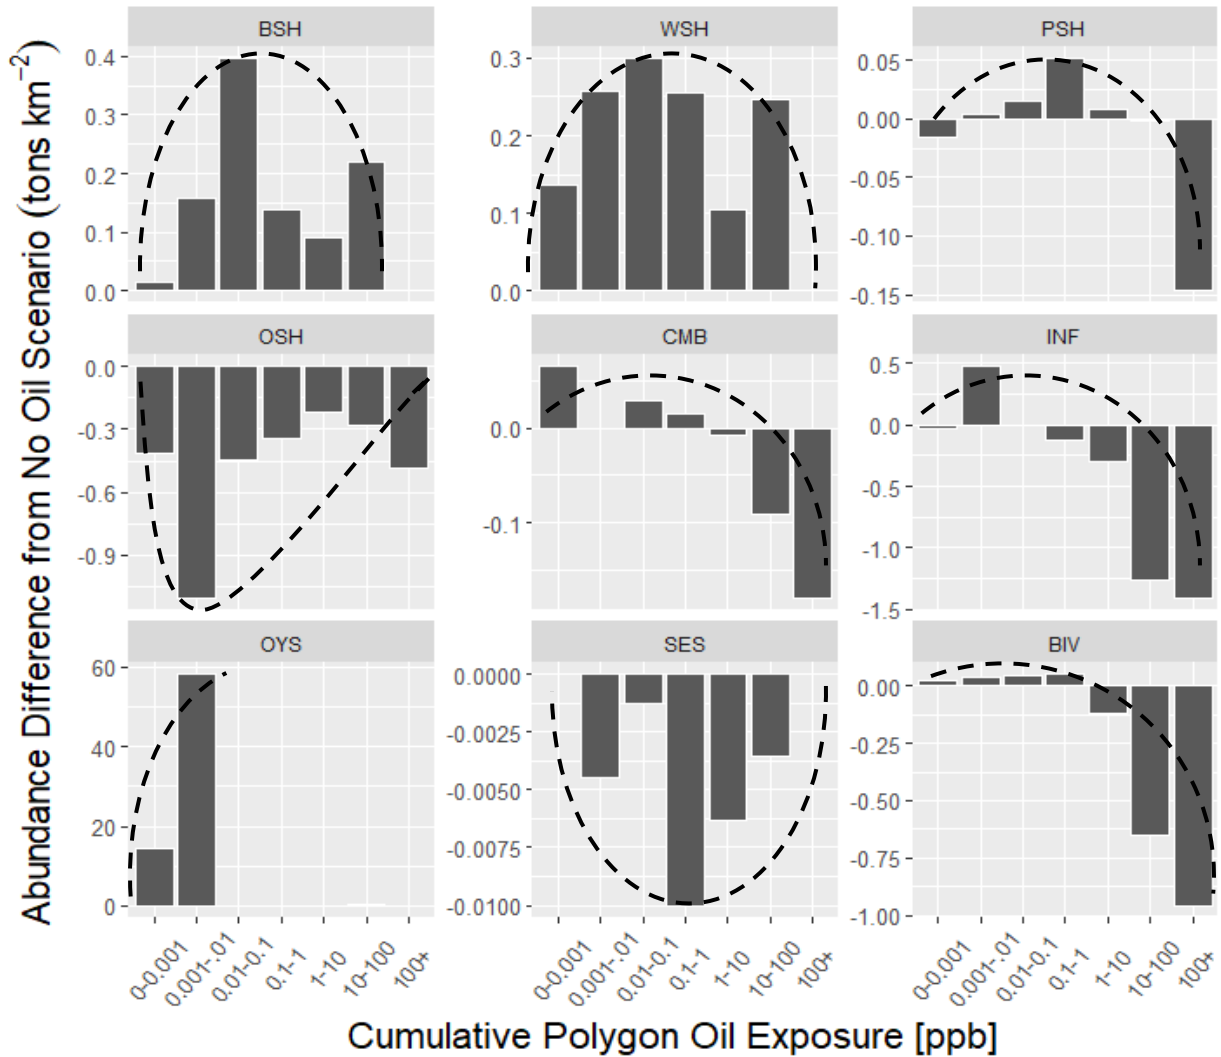 Abundance Difference from No Oil Scenario (tons km−2)
BSH WSH PSH
0.4 0.3 0.2 0.1 0.0
0.3 0.2 0.1 0.0
0.05 0.00 -0.05 -0.10 -0.15
OSH CMB INF
0.0 -0.3 -0.6 -0.9
0.0 -0.1
0.5 0.0 -0.5 -1.0 -1.5
OYS SES BIV
60 40 20 0
0.0000 -0.0025 -0.0050 -0.0075 -0.0100
0.00 -0.25 -0.50 -0.75 -1.00
0-0.001 0.001-.01 0.01-0.1 0.1-1 1-10 10-100 100+
0-0.001 0.001-.01 0.01-0.1 0.1-1 1-10 10-100 100+
0-0.001 0.001-.01 0.01-0.1 0.1-1 1-10 10-100 100+
Cumulative Polygon Oil Exposure [ppb]